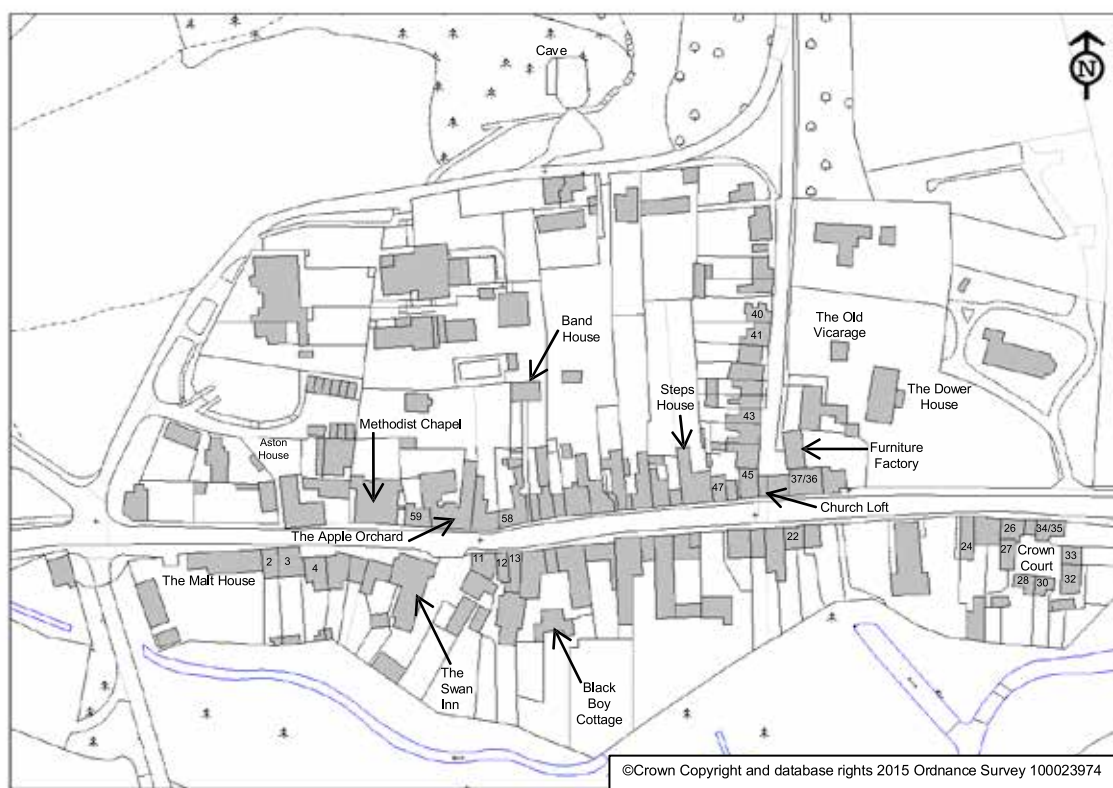 Cave
N
40
41
The Old
Vicarage
Band
House
The Dower
House
Steps
House
43
Methodist Chapel
Aston
House
Furniture
Factory
45
37/36
47
Church Loft
59
58
The Apple Orchard
22
24
26
34/35
Crown
Court
27
33
28
30
32
11
12
13
2
3
4
The Malt House
The
Swan
Inn
Black
Boy
Cottage
©Crown Copyright and database rights 2015 Ordnance Survey 100023974